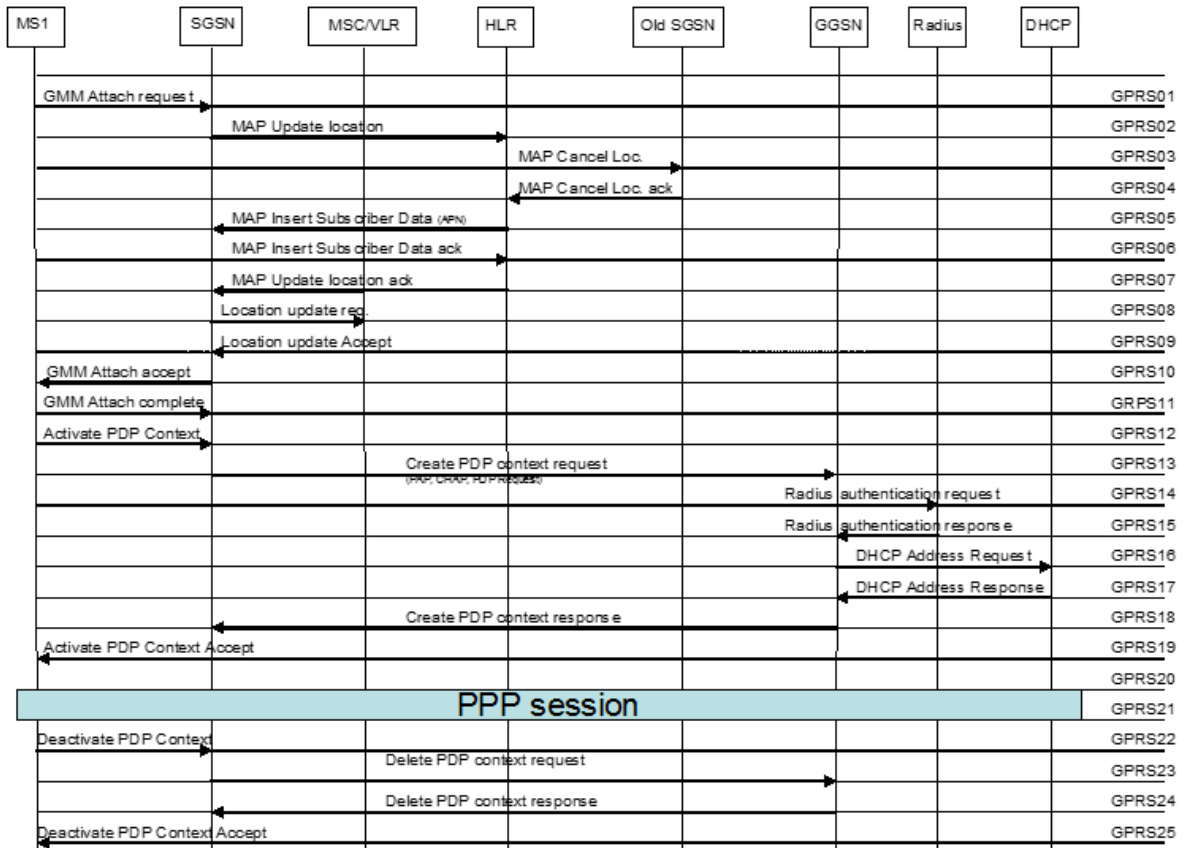 MS1 SGSN MSC/VLR HLR Old SGSN GGSN Radius DHCP
GMM Attach request GPRS01
MAP Update location GPRS02
MAP Cancel Loc. GPRS03
MAP Cancel Loc. ack GPRS04
MAP Insert Subscriber Data (APN) GPRS05
MAP Insert Subscriber Data ack GPRS06
MAP Update location ack GPRS07
Location update req. GPRS08
Location update Accept GPRS09
GMM Attach accept GPRS10
GMM Attach complete GRPS11
Activate PDP Context GPRS12
Create PDP context request GPRS13
(PAP, CHAP, PDP Request)
Radius authentication request GPRS14
Radius authentication response GPRS15
DHCP Address Request GPRS16
DHCP Address Response GPRS17
Create PDP context response GPRS18
Activate PDP Context Accept GPRS19
GPRS20
PPP session GPRS21
Deactivate PDP Context GPRS22
Delete PDP context request GPRS23
Delete PDP context response GPRS24
Deactivate PDP Context Accept GPRS25